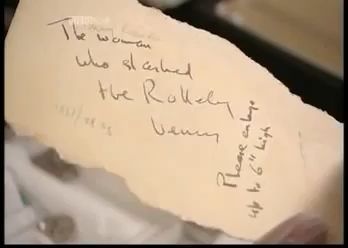 The woman
who slashed
the Rokeby
Venus
Please enlarge
up to 6" high